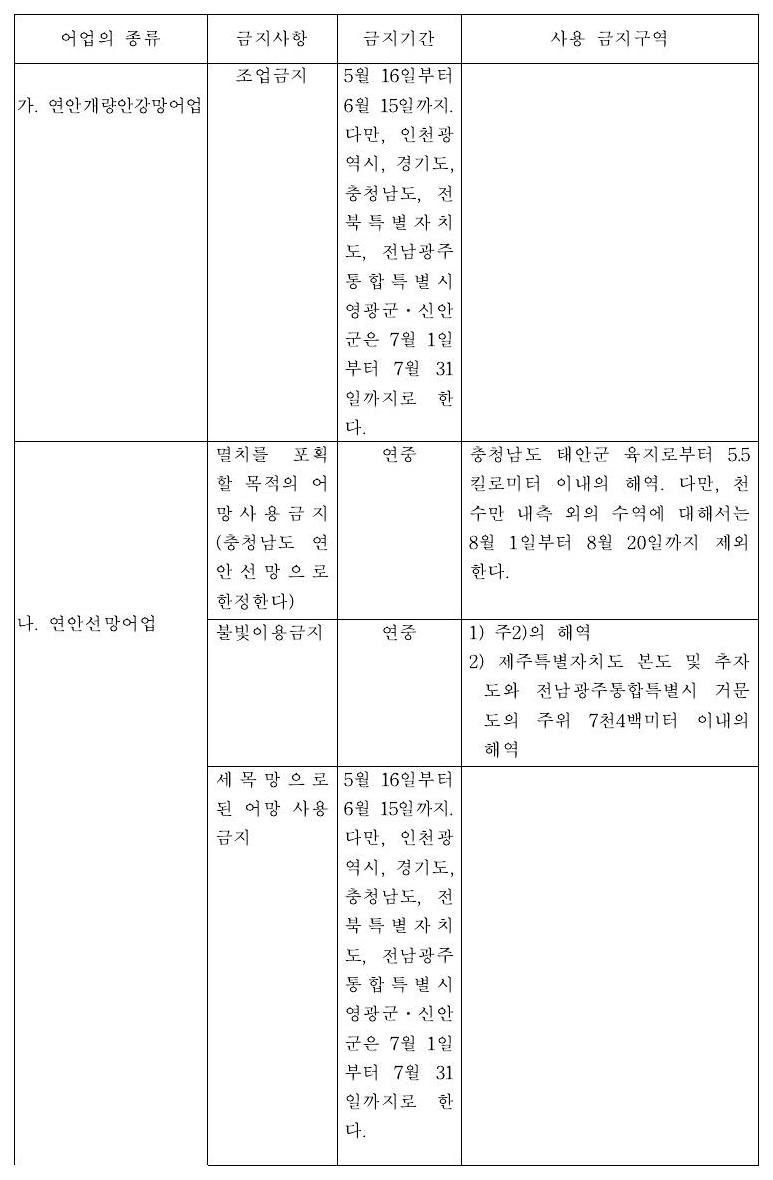 어업의 종류 금지사항 금지기간 사용 금지구역
가. 연안개량안강망어업
조업금지
5월 16일부터
6월 15일까지.
다만, 인천광
역시, 경기도,
충청남도, 전
북특별자치
도, 전남광주
통합특별시
영광군·신안
군은 7월 1일
부터 7월 31
일까지로 한
다.
나. 연안선망어업
멸치를 포획
할 목적의 어
망사용금지
(충청남도 연
안선망으로
한정한다)
연중
충청남도 태안군 육지로부터 5.5
킬로미터 이내의 해역. 다만, 천
수만 내측 외의 수역에 대해서는
8월 1일부터 8월 20일까지 제외
한다.
불빛이용금지
연중
1) 주2)의 해역
2) 제주특별자치도 본도 및 추자
도와 전남광주통합특별시 거문
도의 주위 7천4백미터 이내의
해역
세목망으로
된 어망 사용
금지
5월 16일부터
6월 15일까지.
다만, 인천광
역시, 경기도,
충청남도, 전
북특별자치
도, 전남광주
통합특별시
영광군·신안
군은 7월 1일
부터 7월 31
일까지로 한
다.